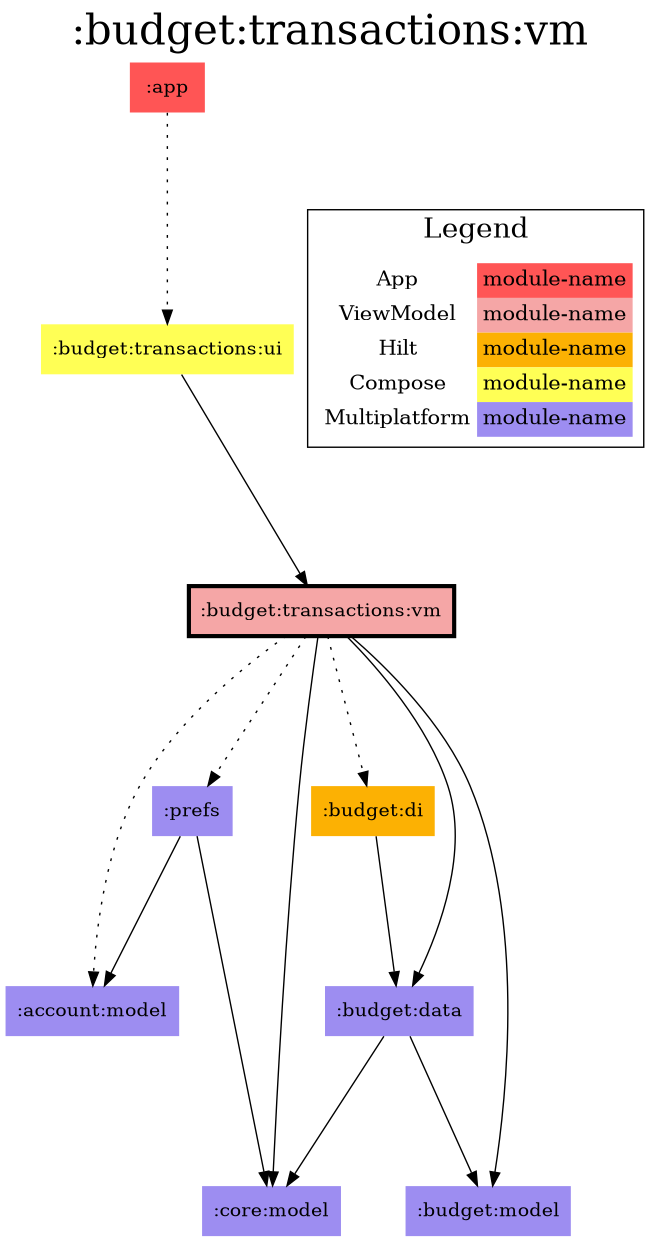 :budget:transactions:vm
:app
Legend
App module-name
ViewModel module-name
Hilt module-name
Compose module-name
Multiplatform module-name
:budget:transactions:ui
:budget:transactions:vm
:prefs
:budget:di
:account:model
:budget:data
:core:model
:budget:model